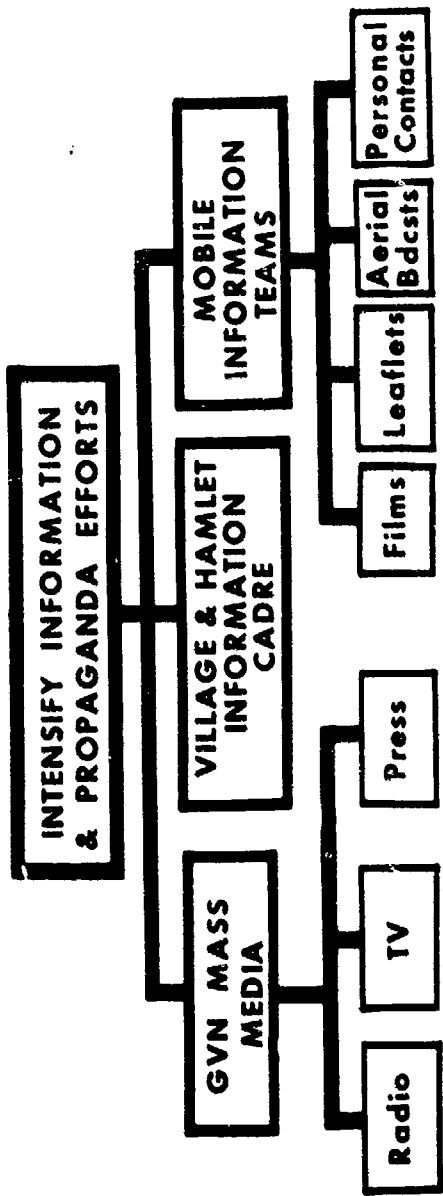 INTENSIFY INFORMATION
& PROPAGANDA EFFORTS
GVN MASS
MEDIA
VILLAGE & HAMLET
INFORMATION
CADRE
MOBILE
INFORMATION
TEAMS
Radio
TV
Press
Films
Leaflets
Aerial
Bdcsts
Personal
Contacts